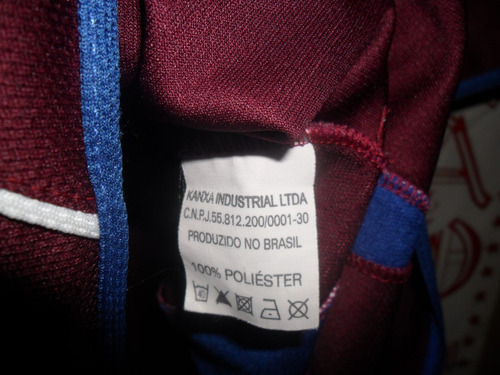 KANXA INDUSTRIAL LTDA
C.N.P.J.55.812.200/0001-30
PRODUZIDO NO BRASIL
100% POLIÉSTER